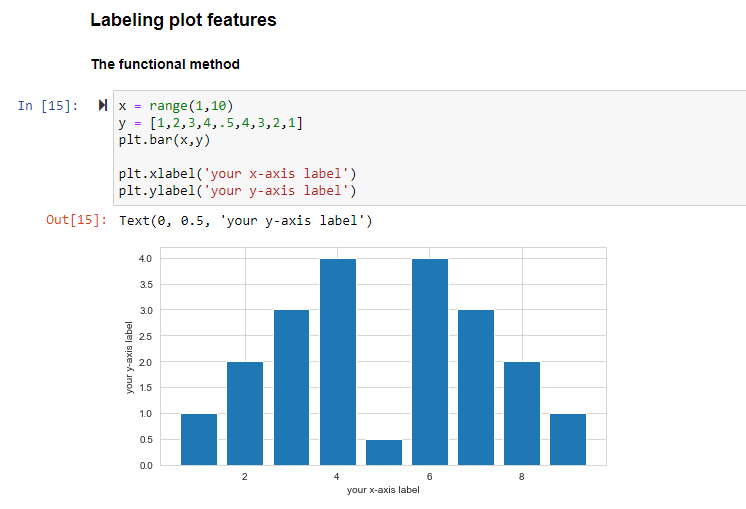 Labeling plot features
The functional method
In [15]:
x = range(1,10)
y = [1,2,3,4,.5,4,3,2,1]
plt.bar(x,y)
plt.xlabel('your x-axis label')
plt.ylabel('your y-axis label')
Out[15]: Text(0, 0.5, 'your y-axis label')
4.0
3.5
3.0
2.5
2.0
1.5
1.0
0.5
0.0
your y-axis label
2 4 6 8
your x-axis label